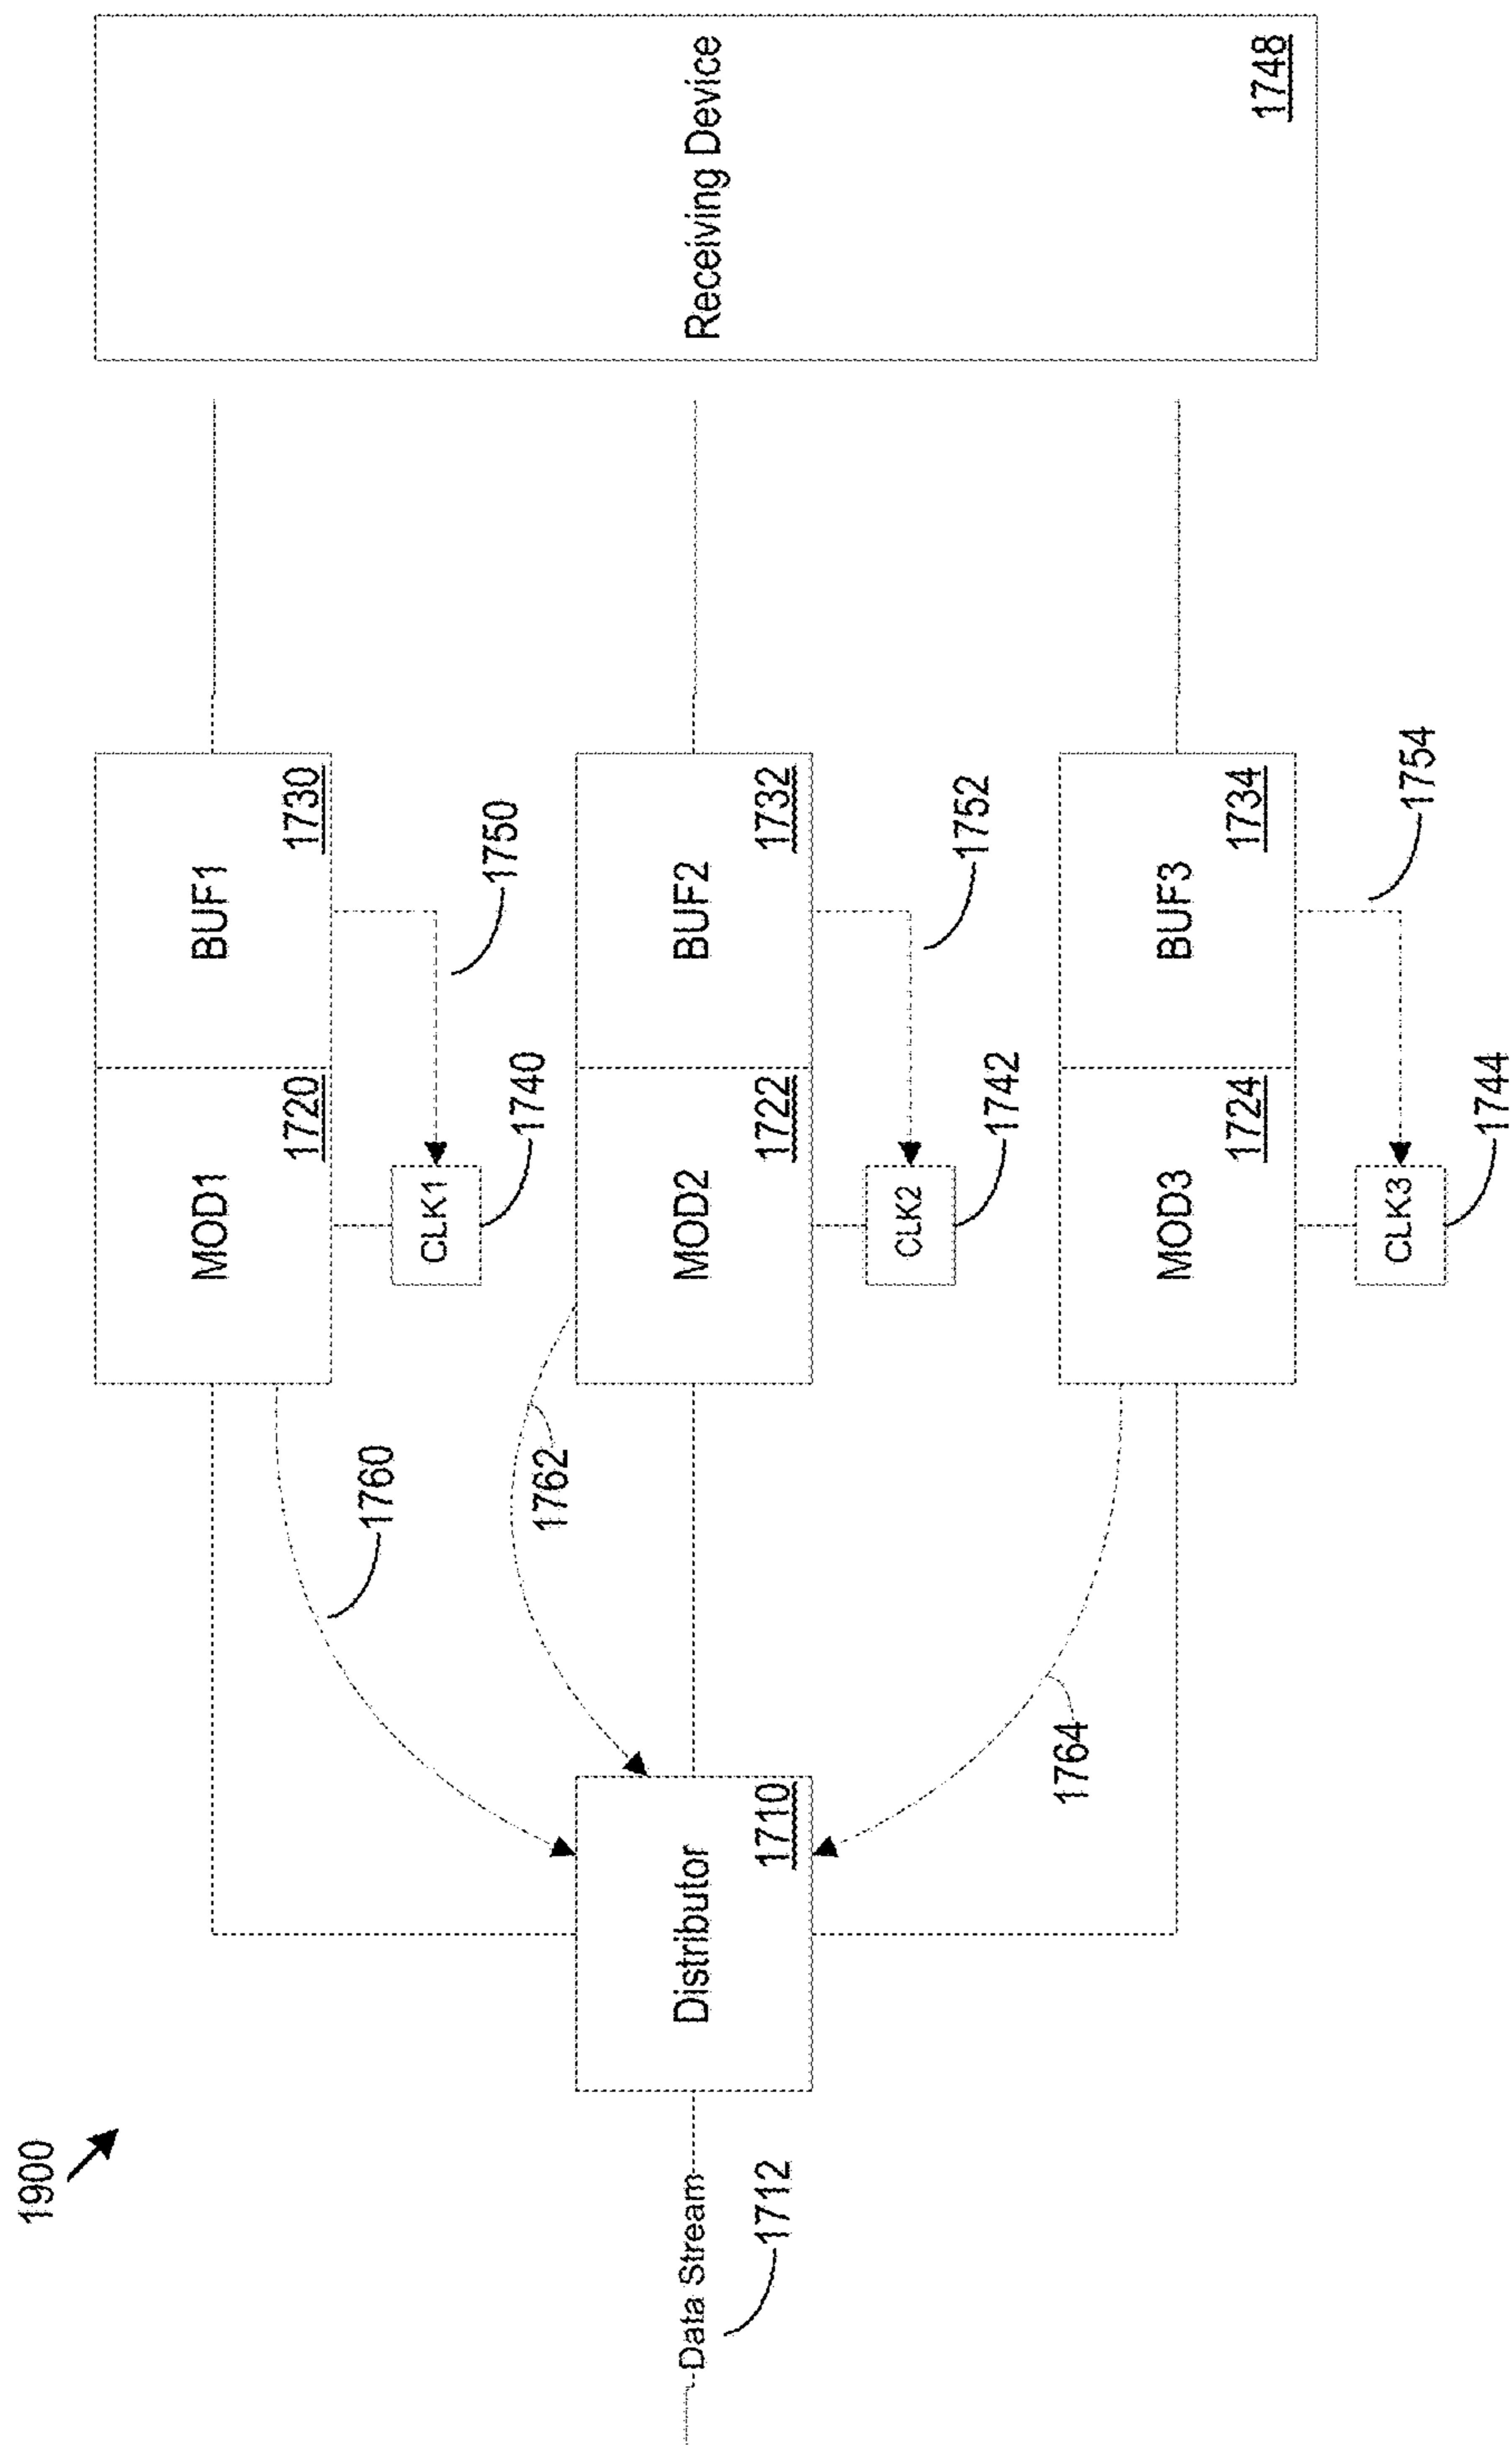 1900
Data Stream
1712
Distributor
1710
1760
1762
1764
MOD1
1720
BUF1
1730
CLK1
1740
1750
MOD2
1722
BUF2
1732
CLK2
1742
1752
MOD3
1724
BUF3
1734
CLK3
1744
1754
Receiving Device
1748